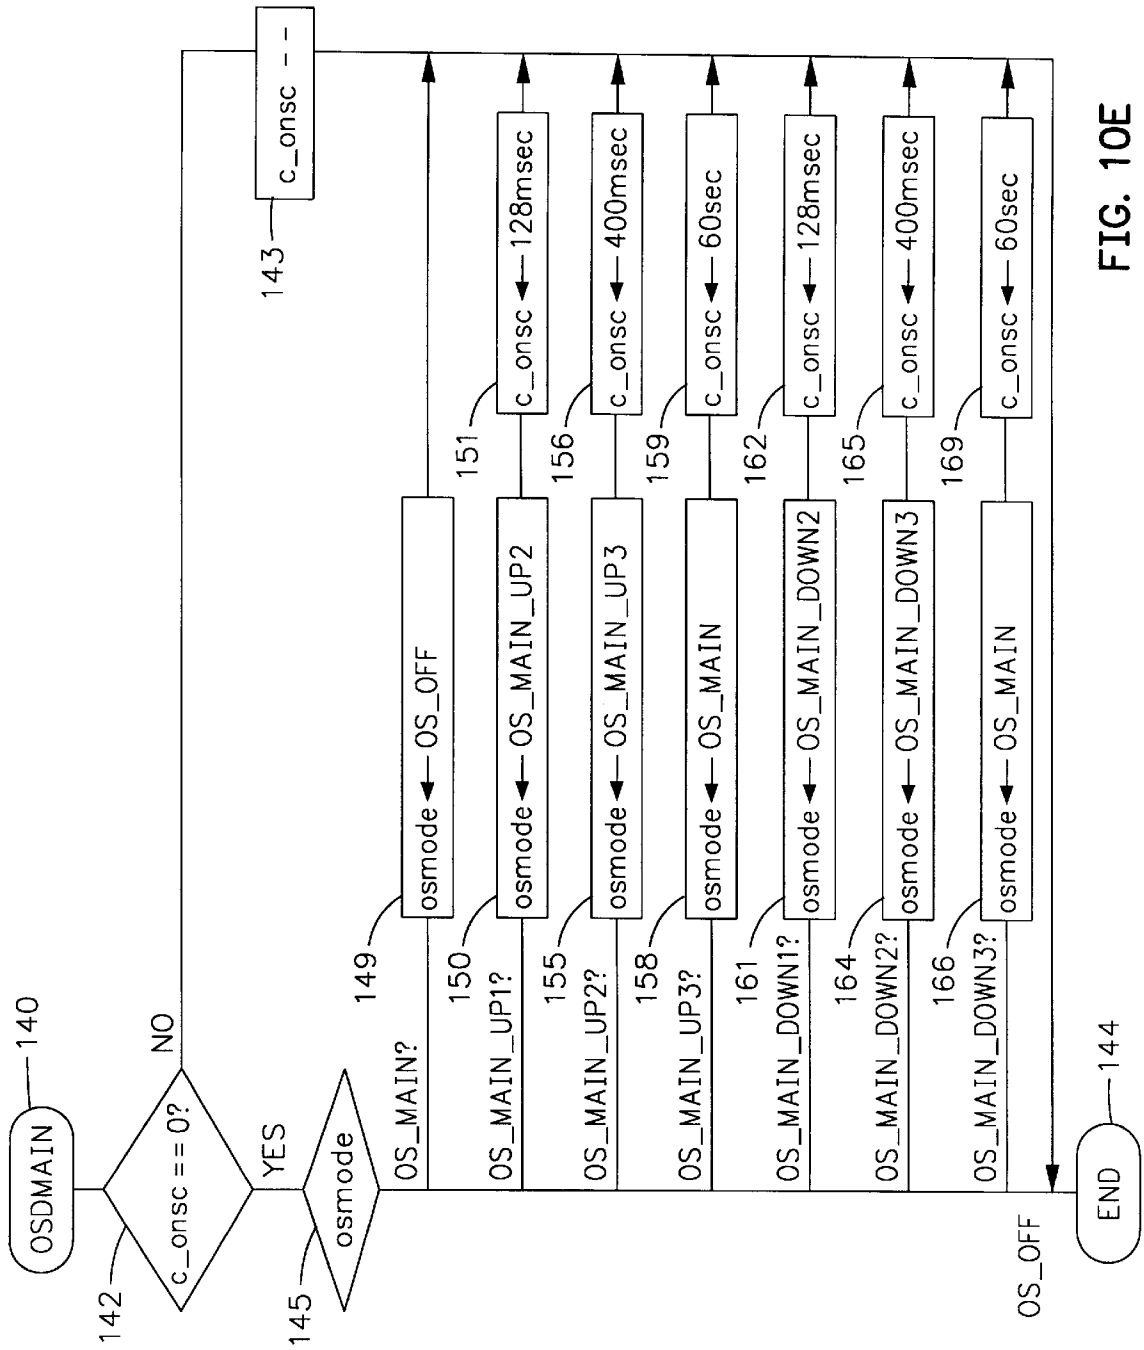 OSDMAIN
140
142
c_onsc == 0?
NO
YES
143
c_onsc --
145
osmode
OS_MAIN?
149
osmode ← OS_OFF
OS_MAIN_UP1?
150
osmode ← OS_MAIN_UP2
151
c_onsc ← 128msec
OS_MAIN_UP2?
155
osmode ← OS_MAIN_UP3
156
c_onsc ← 400msec
OS_MAIN_UP3?
158
osmode ← OS_MAIN
159
c_onsc ← 60sec
OS_MAIN_DOWN1?
161
osmode ← OS_MAIN_DOWN2
162
c_onsc ← 128msec
OS_MAIN_DOWN2?
164
osmode ← OS_MAIN_DOWN3
165
c_onsc ← 400msec
OS_MAIN_DOWN3?
166
osmode ← OS_MAIN
169
c_onsc ← 60sec
OS_OFF
END
144
FIG. 10E